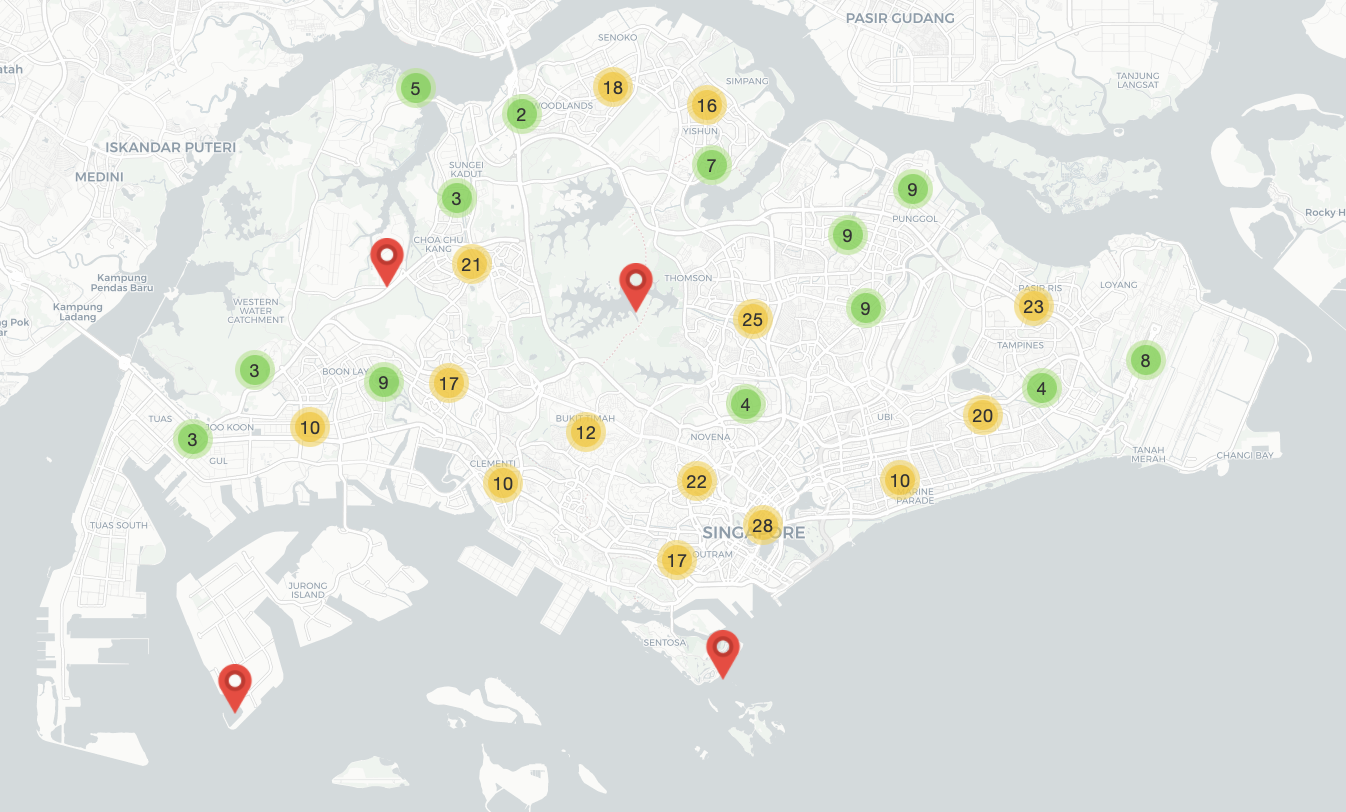 PASIR GUDANG
SENOKO
SIMPANG
TANJUNG
LANGSAT
5
18
16
2
WOODLANDS
YISHUN
ISKANDAR PUTERI
MEDINI
SUNGEI
KADUT
7
3
9
PUNGGOL
Rocky H
9
CHOA CHU
KANG
21
THOMSON
Kampung
Pendas Baru
Kampung
Ladang
ng Pok
ar
atah
WESTERN
WATER
CATCHMENT
LOYANG
PASIR RIS
23
9
25
TAMPINES
8
3
BOON LAY
9
17
4
4
TUAS
JOO KOON
10
3
GUL
BUKIT TIMAH
12
NOVENA
UBI
20
TANAH
MERAH
CHANGI BAY
CLEMENTI
10
22
10
MARINE
PARADE
TUAS SOUTH
28
SINGAPORE
17
OUTRAM
JURONG
ISLAND
SENTOSA